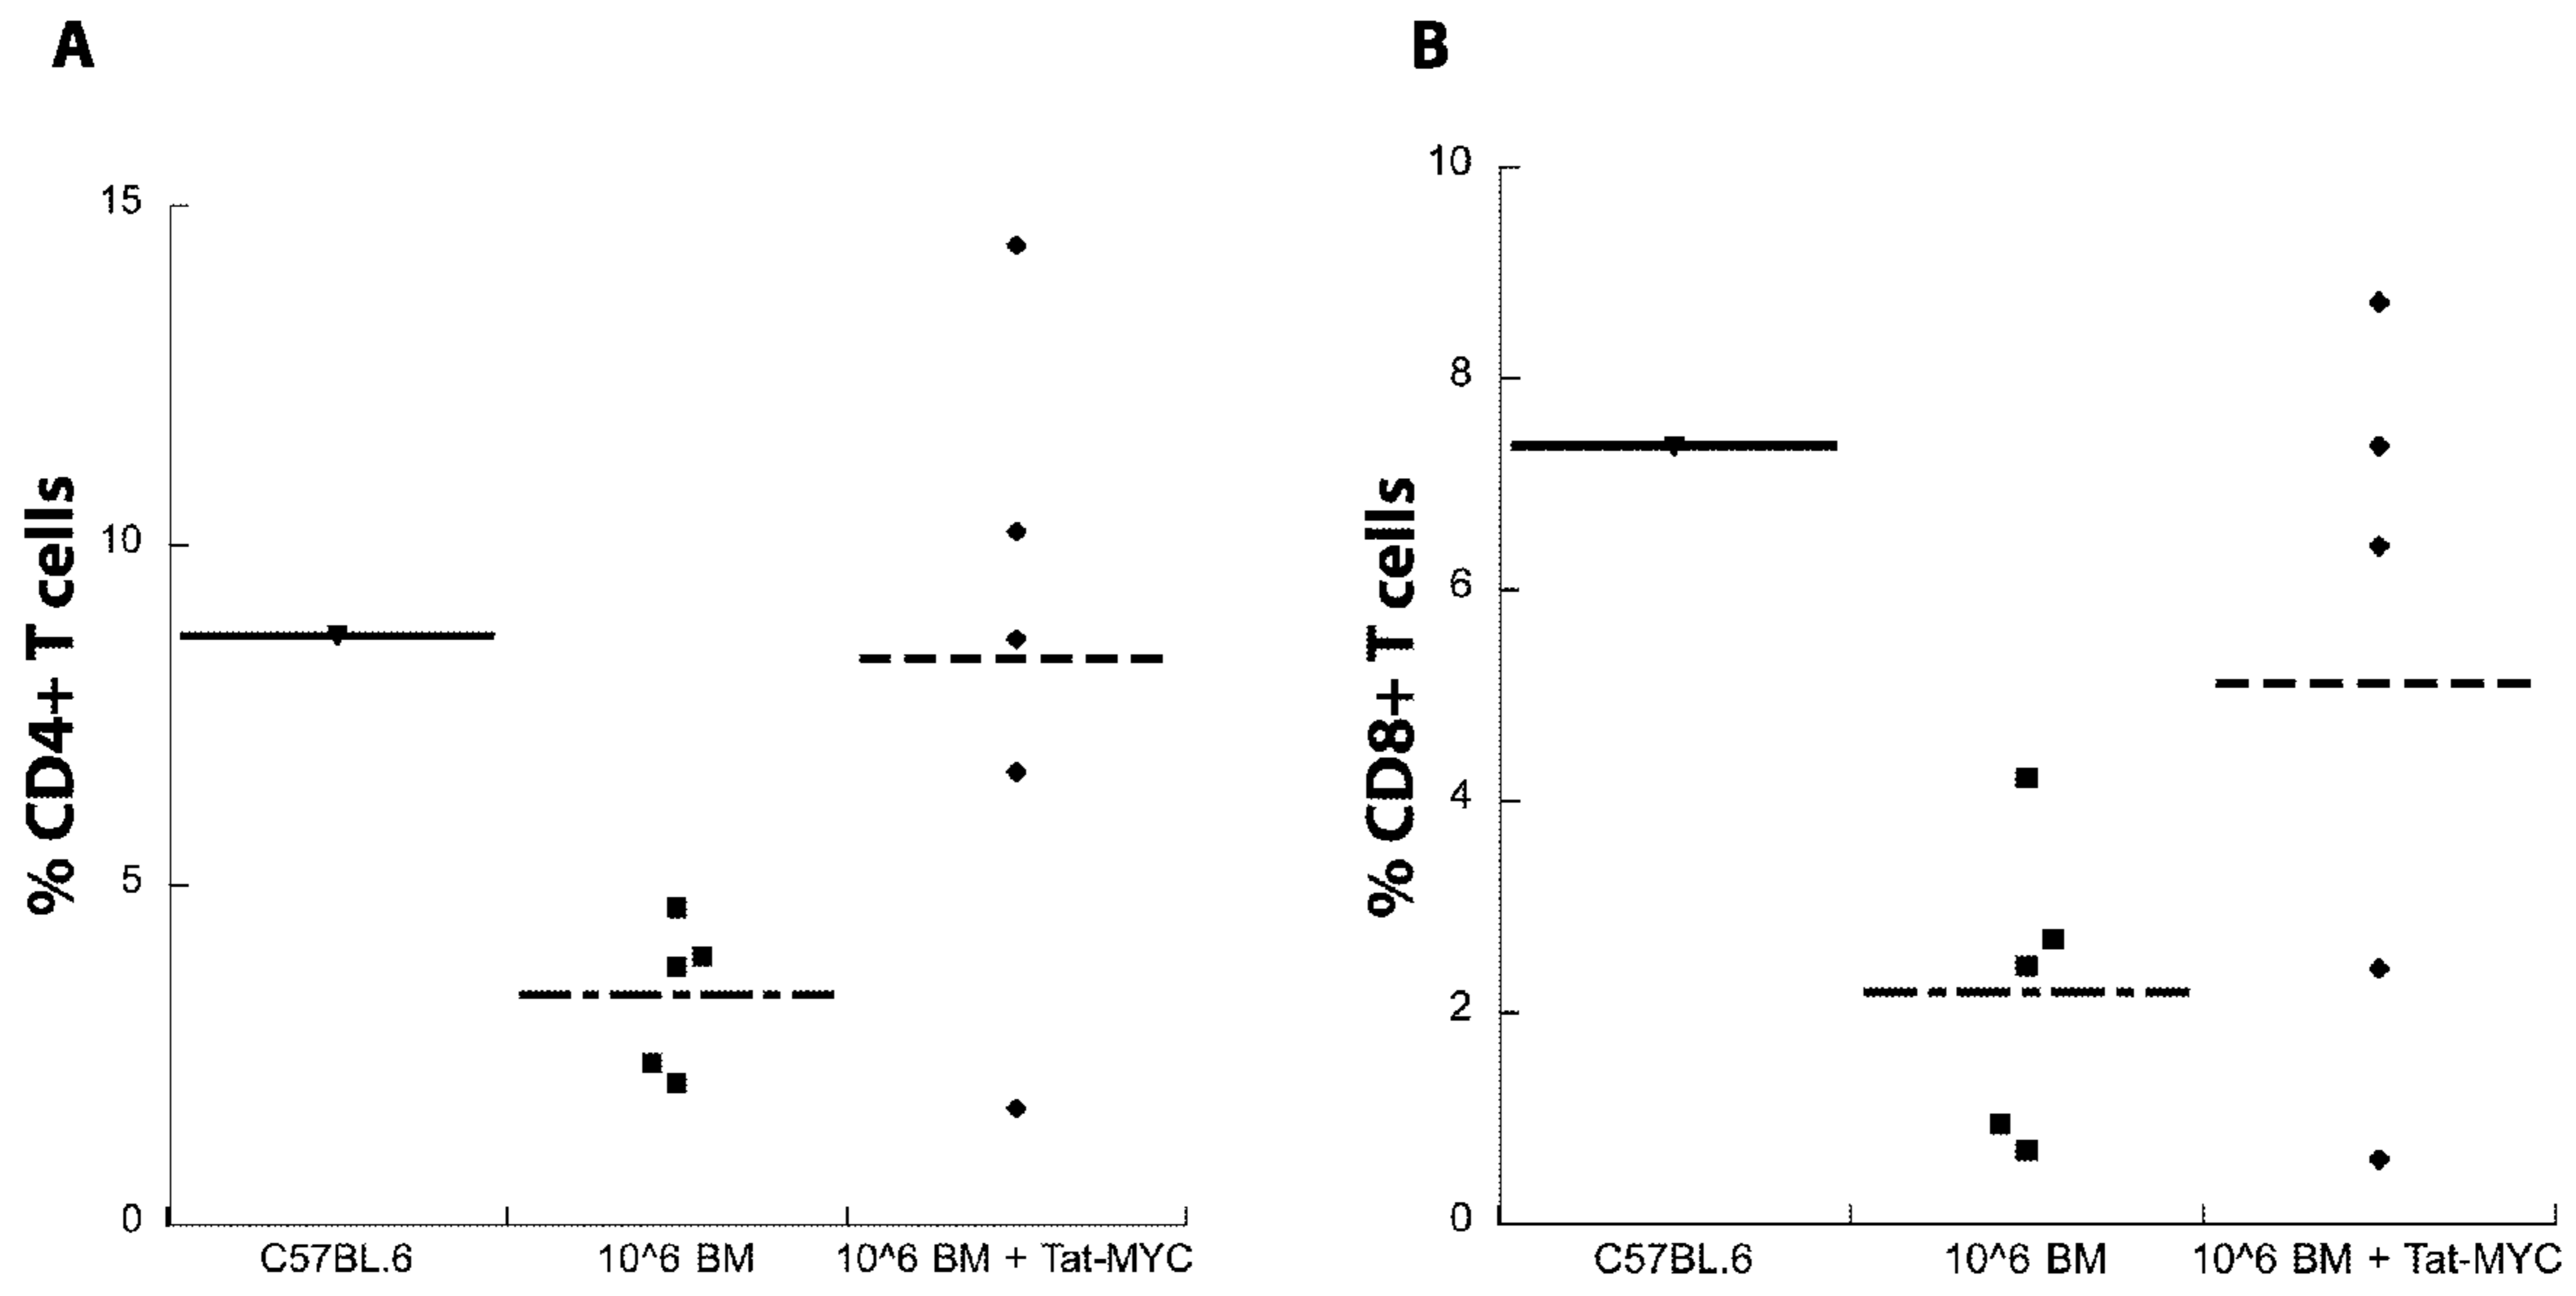 A
% CD4+ T cells
15
10
5
0
C57BL.6
10^6 BM
10^6 BM + Tat-MYC
B
% CD8+ T cells
10
8
6
4
2
0
C57BL.6
10^6 BM
10^6 BM + Tat-MYC